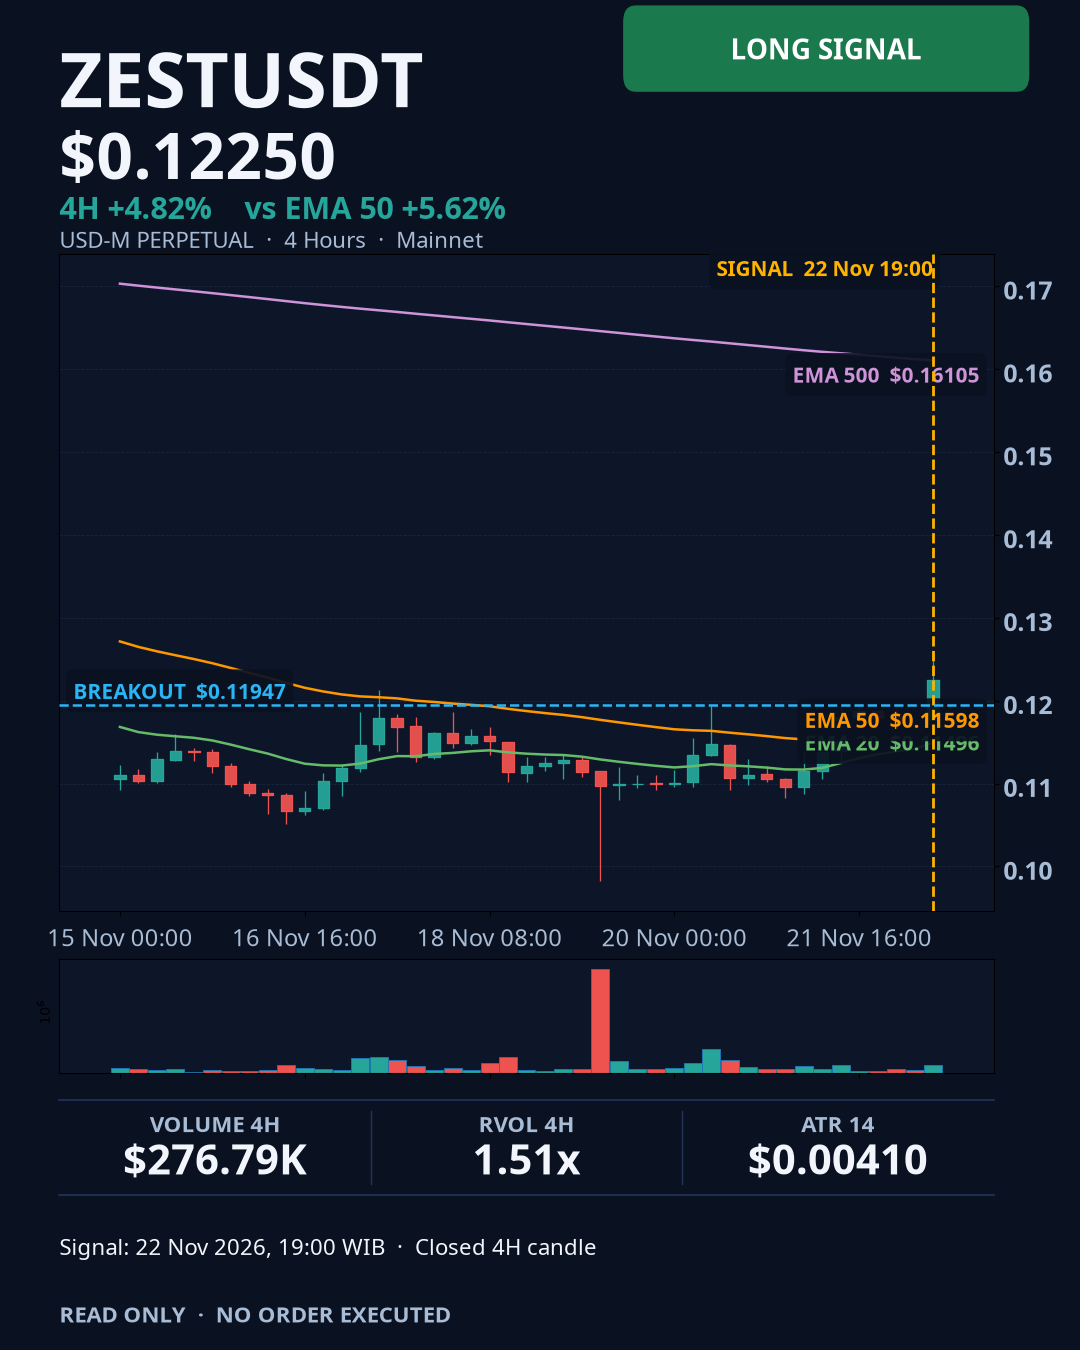 LONG SIGNAL
ZESTUSDT
$0.12250
4H +4.82% vs EMA 50 +5.62%
USD-M PERPETUAL · 4 Hours · Mainnet
SIGNAL 22 Nov 19:00
0.17
EMA 500 $0.16105
0.16
0.15
0.14
0.13
BREAKOUT $0.11947
0.12
EMA 50 $0.11598
EMA 20 $0.11496
0.11
0.10
15 Nov 00:00 16 Nov 16:00 18 Nov 08:00 20 Nov 00:00 21 Nov 16:00
10⁶
VOLUME 4H RVOL 4H ATR 14
$276.79K 1.51x $0.00410
Signal: 22 Nov 2026, 19:00 WIB · Closed 4H candle
READ ONLY · NO ORDER EXECUTED